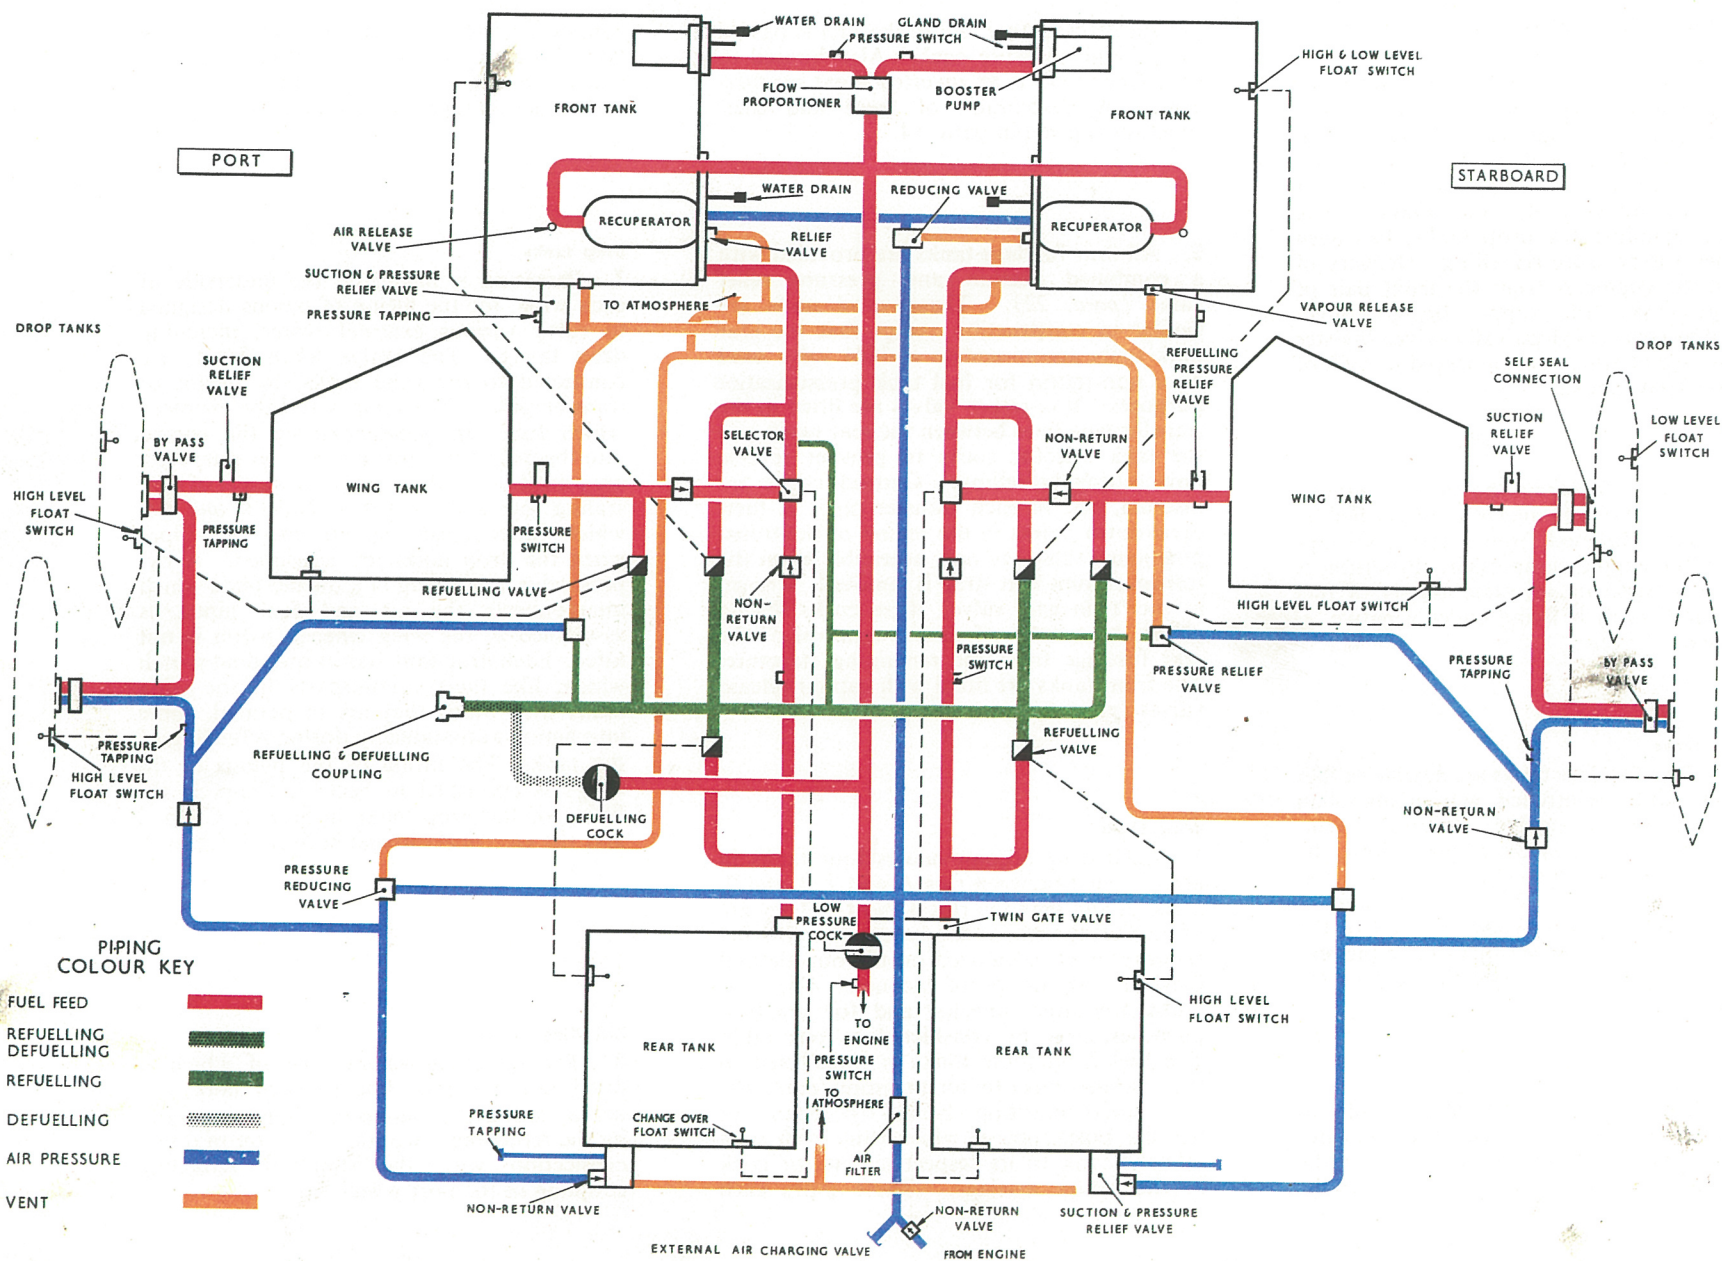 WATER DRAIN
GLAND DRAIN
PRESSURE SWITCH
HIGH & LOW LEVEL
FLOAT SWITCH
FLOW
PROPORTIONER
BOOSTER
PUMP
FRONT TANK
FRONT TANK
PORT
STARBOARD
WATER DRAIN
REDUCING VALVE
RECUPERATOR
RECUPERATOR
AIR RELEASE
VALVE
RELIEF
VALVE
SUCTION & PRESSURE
RELIEF VALVE
PRESSURE TAPPING
TO ATMOSPHERE
VAPOUR RELEASE
VALVE
DROP TANKS
DROP TANKS
SUCTION
RELIEF
VALVE
REFUELLING
PRESSURE
RELIEF
VALVE
SELF SEAL
CONNECTION
BY PASS
VALVE
SELECTOR
VALVE
NON-RETURN
VALVE
SUCTION
RELIEF
VALVE
LOW LEVEL
FLOAT
SWITCH
HIGH LEVEL
FLOAT
SWITCH
WING TANK
WING TANK
PRESSURE
TAPPING
PRESSURE
SWITCH
REFUELLING VALVE
NON-
RETURN
VALVE
HIGH LEVEL FLOAT SWITCH
PRESSURE
SWITCH
PRESSURE RELIEF
VALVE
PRESSURE
TAPPING
BY PASS
VALVE
PRESSURE
TAPPING
HIGH LEVEL
FLOAT SWITCH
REFUELLING & DEFUELLING
COUPLING
REFUELLING
VALVE
DEFUELLING
COCK
NON-RETURN
VALVE
PRESSURE
REDUCING
VALVE
LOW
PRESSURE
COCK
TWIN GATE VALVE
PIPING
COLOUR KEY
FUEL FEED
REFUELLING
DEFUELLING
REFUELLING
DEFUELLING
AIR PRESSURE
VENT
HIGH LEVEL
FLOAT SWITCH
TO
ENGINE
PRESSURE
SWITCH
REAR TANK
REAR TANK
TO
ATMOSPHERE
PRESSURE
TAPPING
CHANGE OVER
FLOAT SWITCH
AIR
FILTER
NON-RETURN VALVE
NON-RETURN
VALVE
SUCTION & PRESSURE
RELIEF VALVE
EXTERNAL AIR CHARGING VALVE
FROM ENGINE